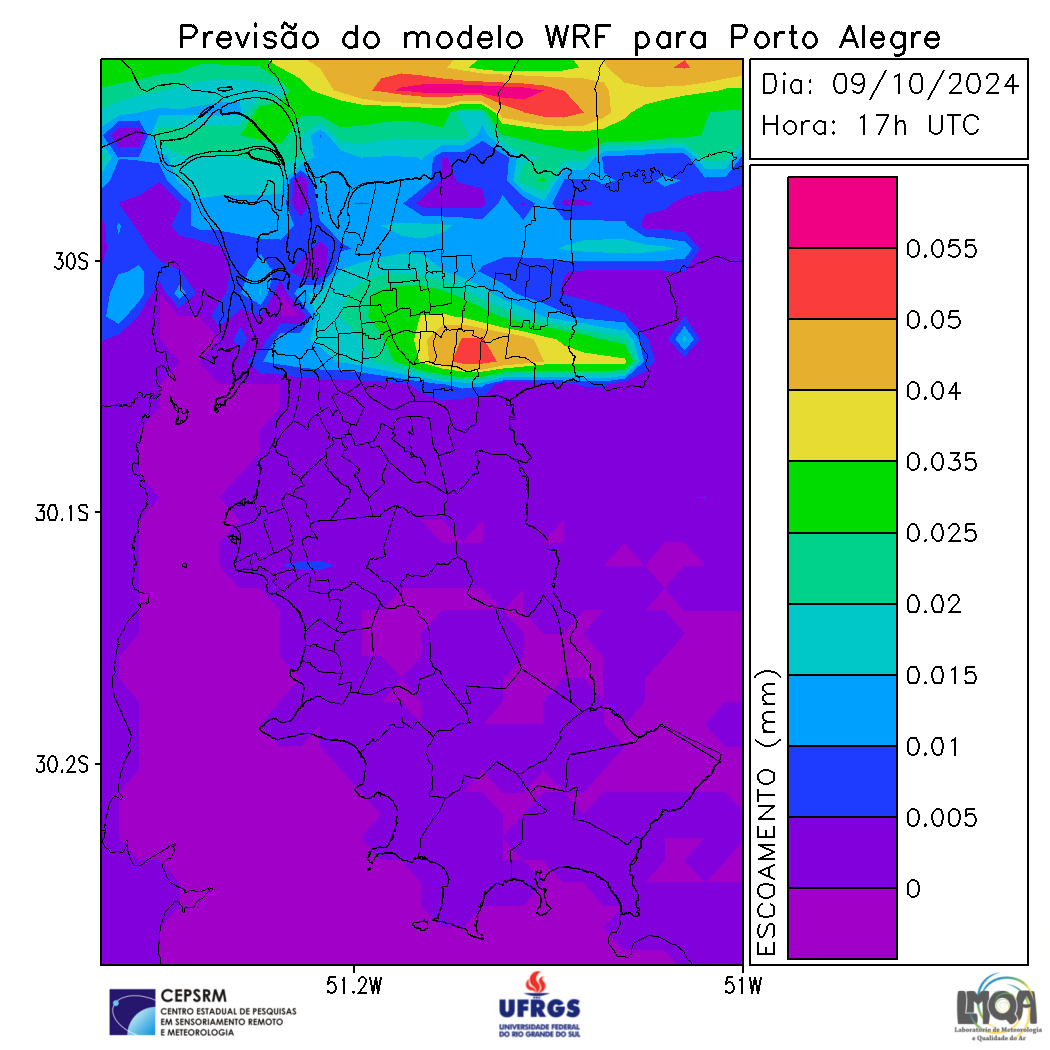 Previsão do modelo WRF para Porto Alegre
Dia: 09/10/2024
Hora: 17h UTC
30S
30.1S
30.2S
51.2W
51W
ESCOAMENTO (mm)
0.055
0.05
0.04
0.035
0.025
0.02
0.015
0.01
0.005
0
CEPSRM
CENTRO ESTADUAL DE PESQUISAS
EM SENSORIAMENTO REMOTO
E METEOROLOGIA
UFRGS
UNIVERSIDADE FEDERAL
DO RIO GRANDE DO SUL
LMQA
Laboratório de Meteorologia
e Qualidade do Ar